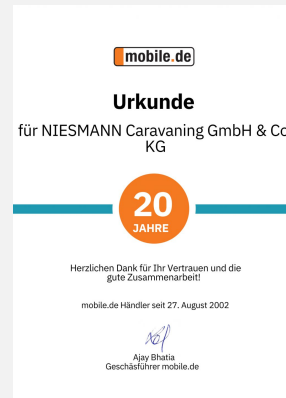 mobile.de
Urkunde
für NIESMANN Caravaning GmbH & Co
KG
20
JAHRE
Herzlichen Dank für Ihr Vertrauen und die
gute Zusammenarbeit!
mobile.de Händler seit 27. August 2002
Ajay Bhatia
Geschäsführer mobile.de